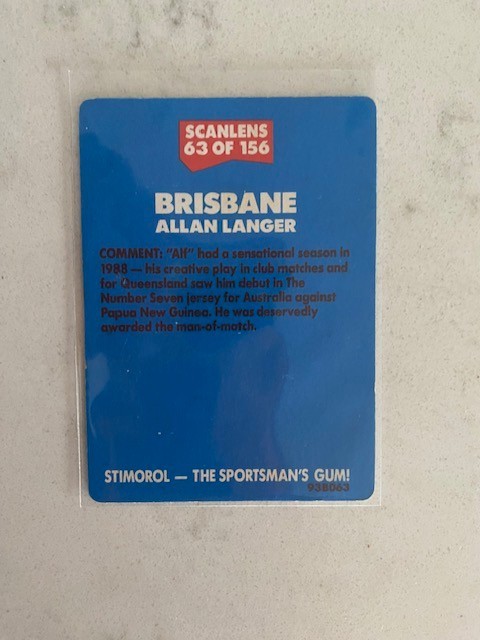 SCANLENS
63 OF 156
BRISBANE
ALLAN LANGER
COMMENT: "Alf" had a sensational season in
1988 — his creative play in club matches and
for Queensland saw him debut in The
Number Seven jersey for Australia against
Papua New Guinea. He was deservedly
awarded the man-of-match.
STIMOROL — THE SPORTSMAN'S GUM!
93B063